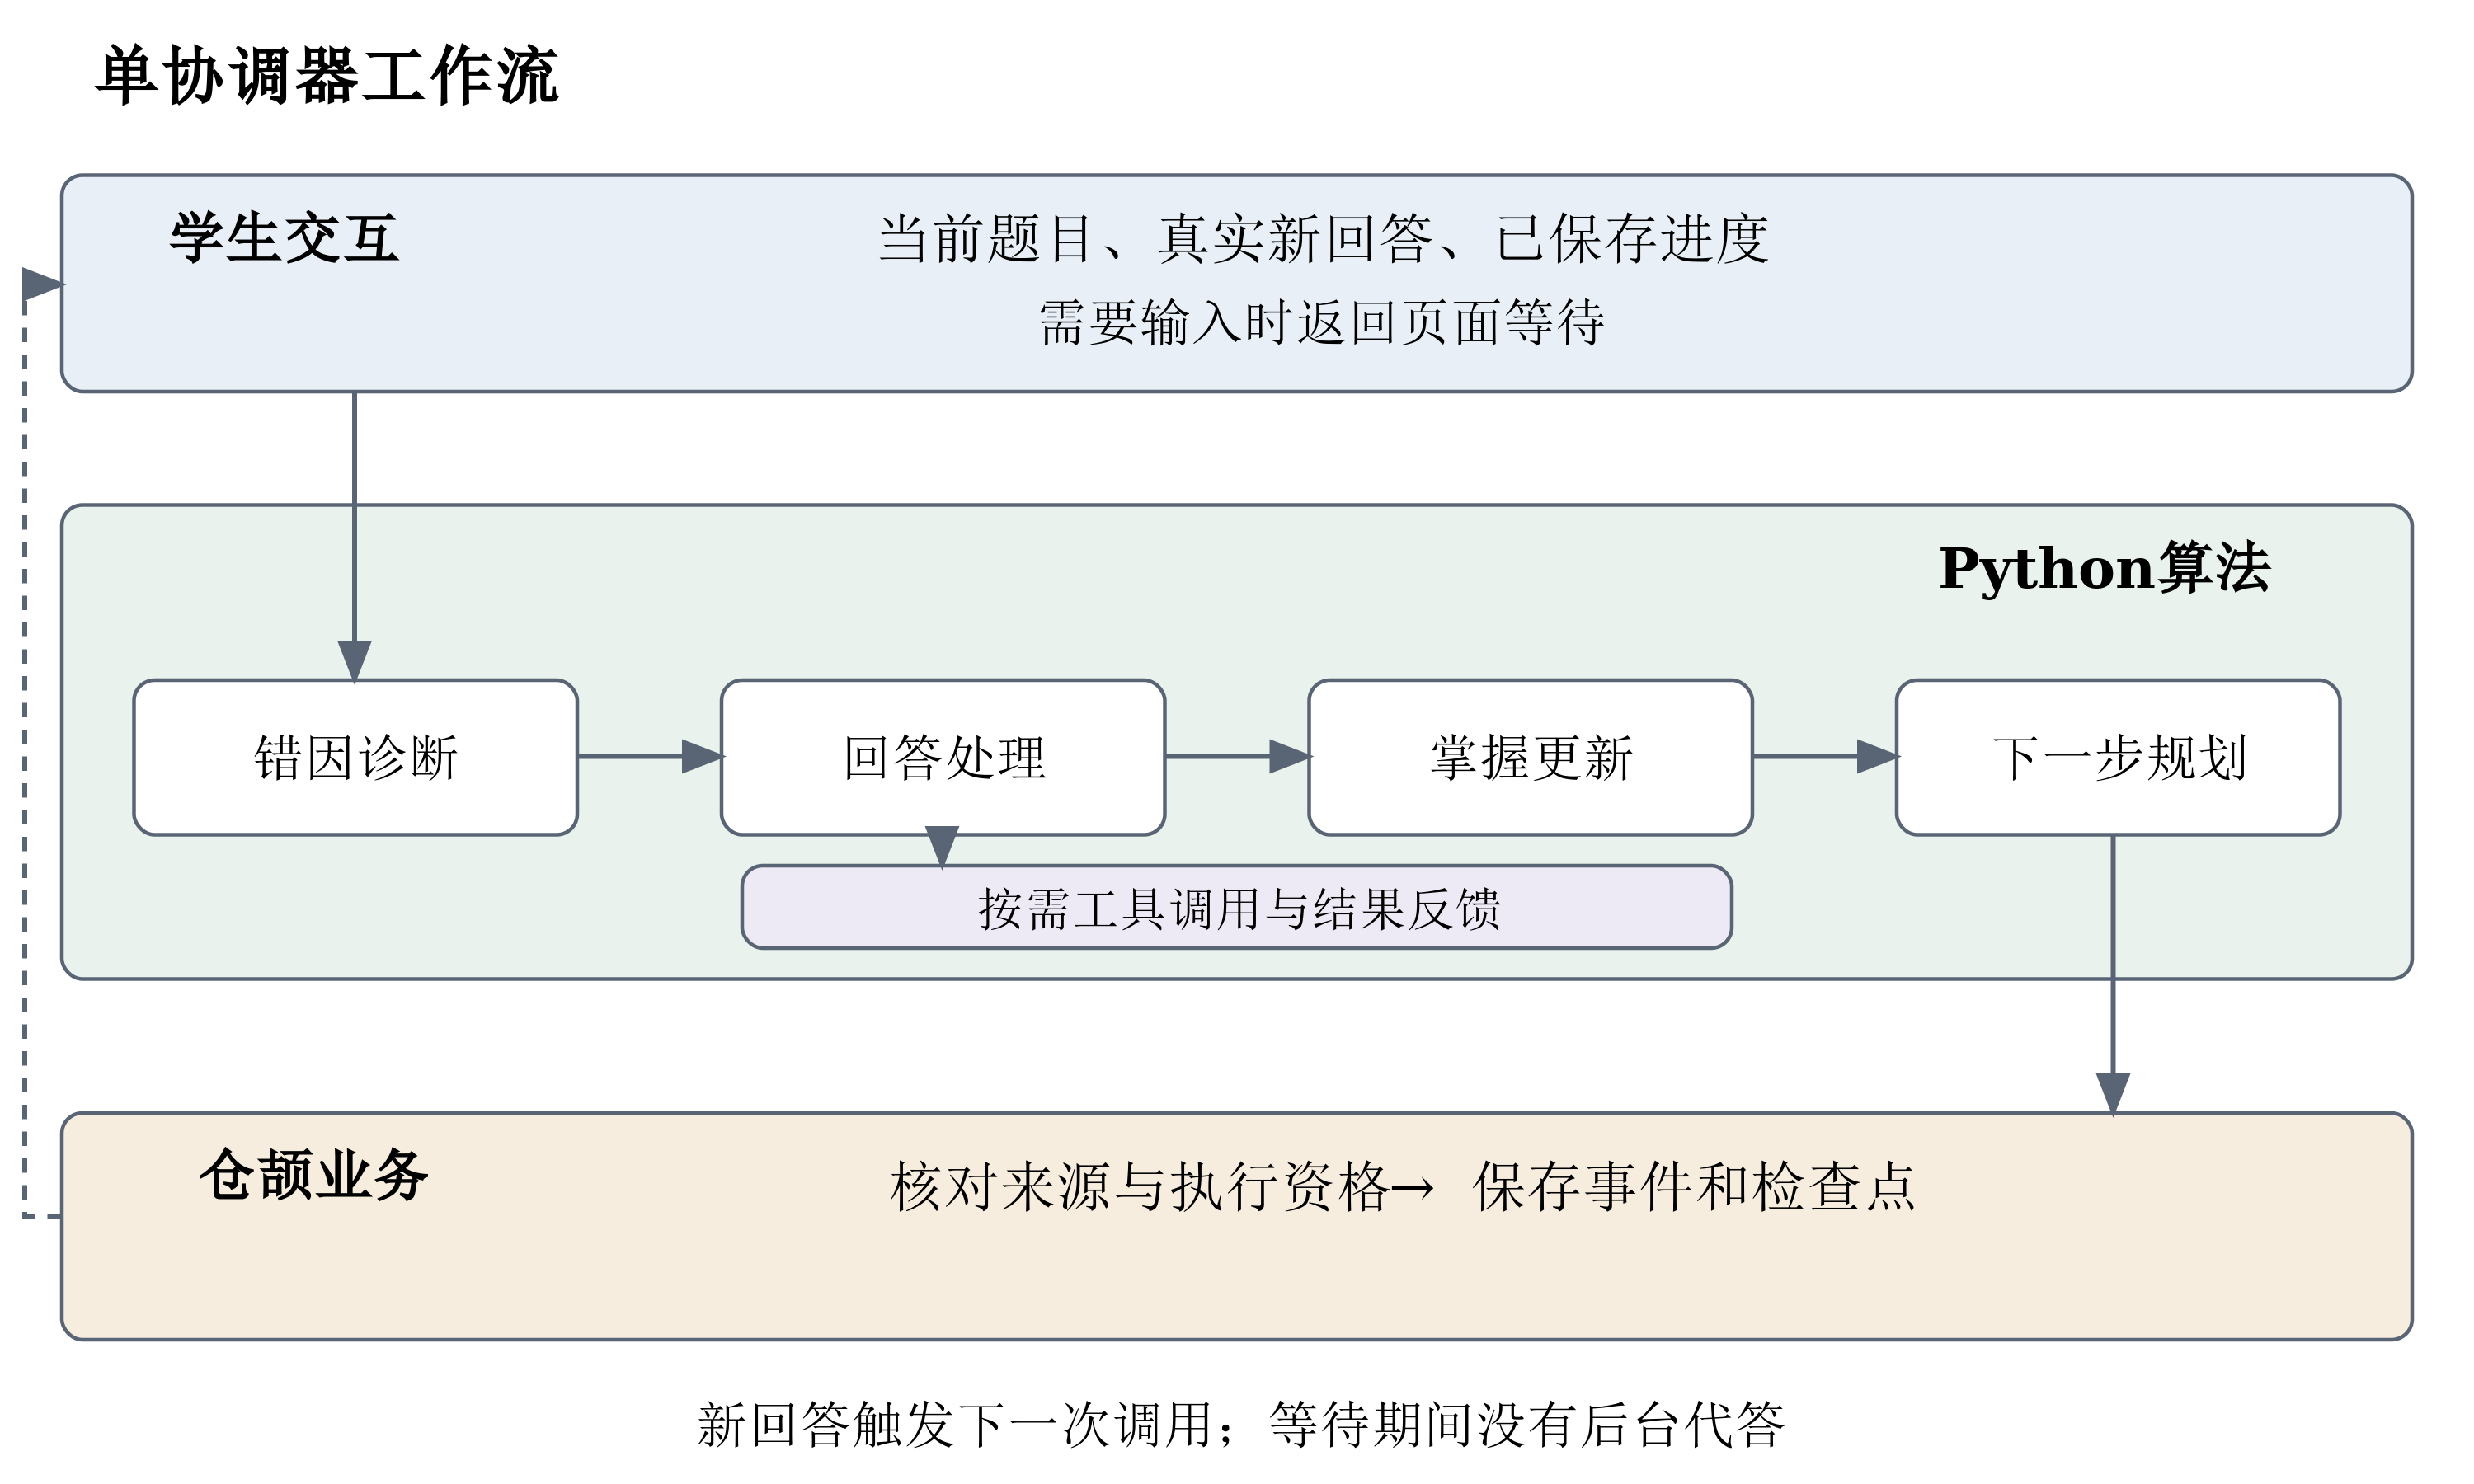 单协调器工作流
学生交互
当前题目、真实新回答、已保存进度
需要输入时返回页面等待
Python算法
错因诊断
回答处理
掌握更新
下一步规划
按需工具调用与结果反馈
仓颉业务
核对来源与执行资格→ 保存事件和检查点
新回答触发下一次调用；等待期间没有后台代答